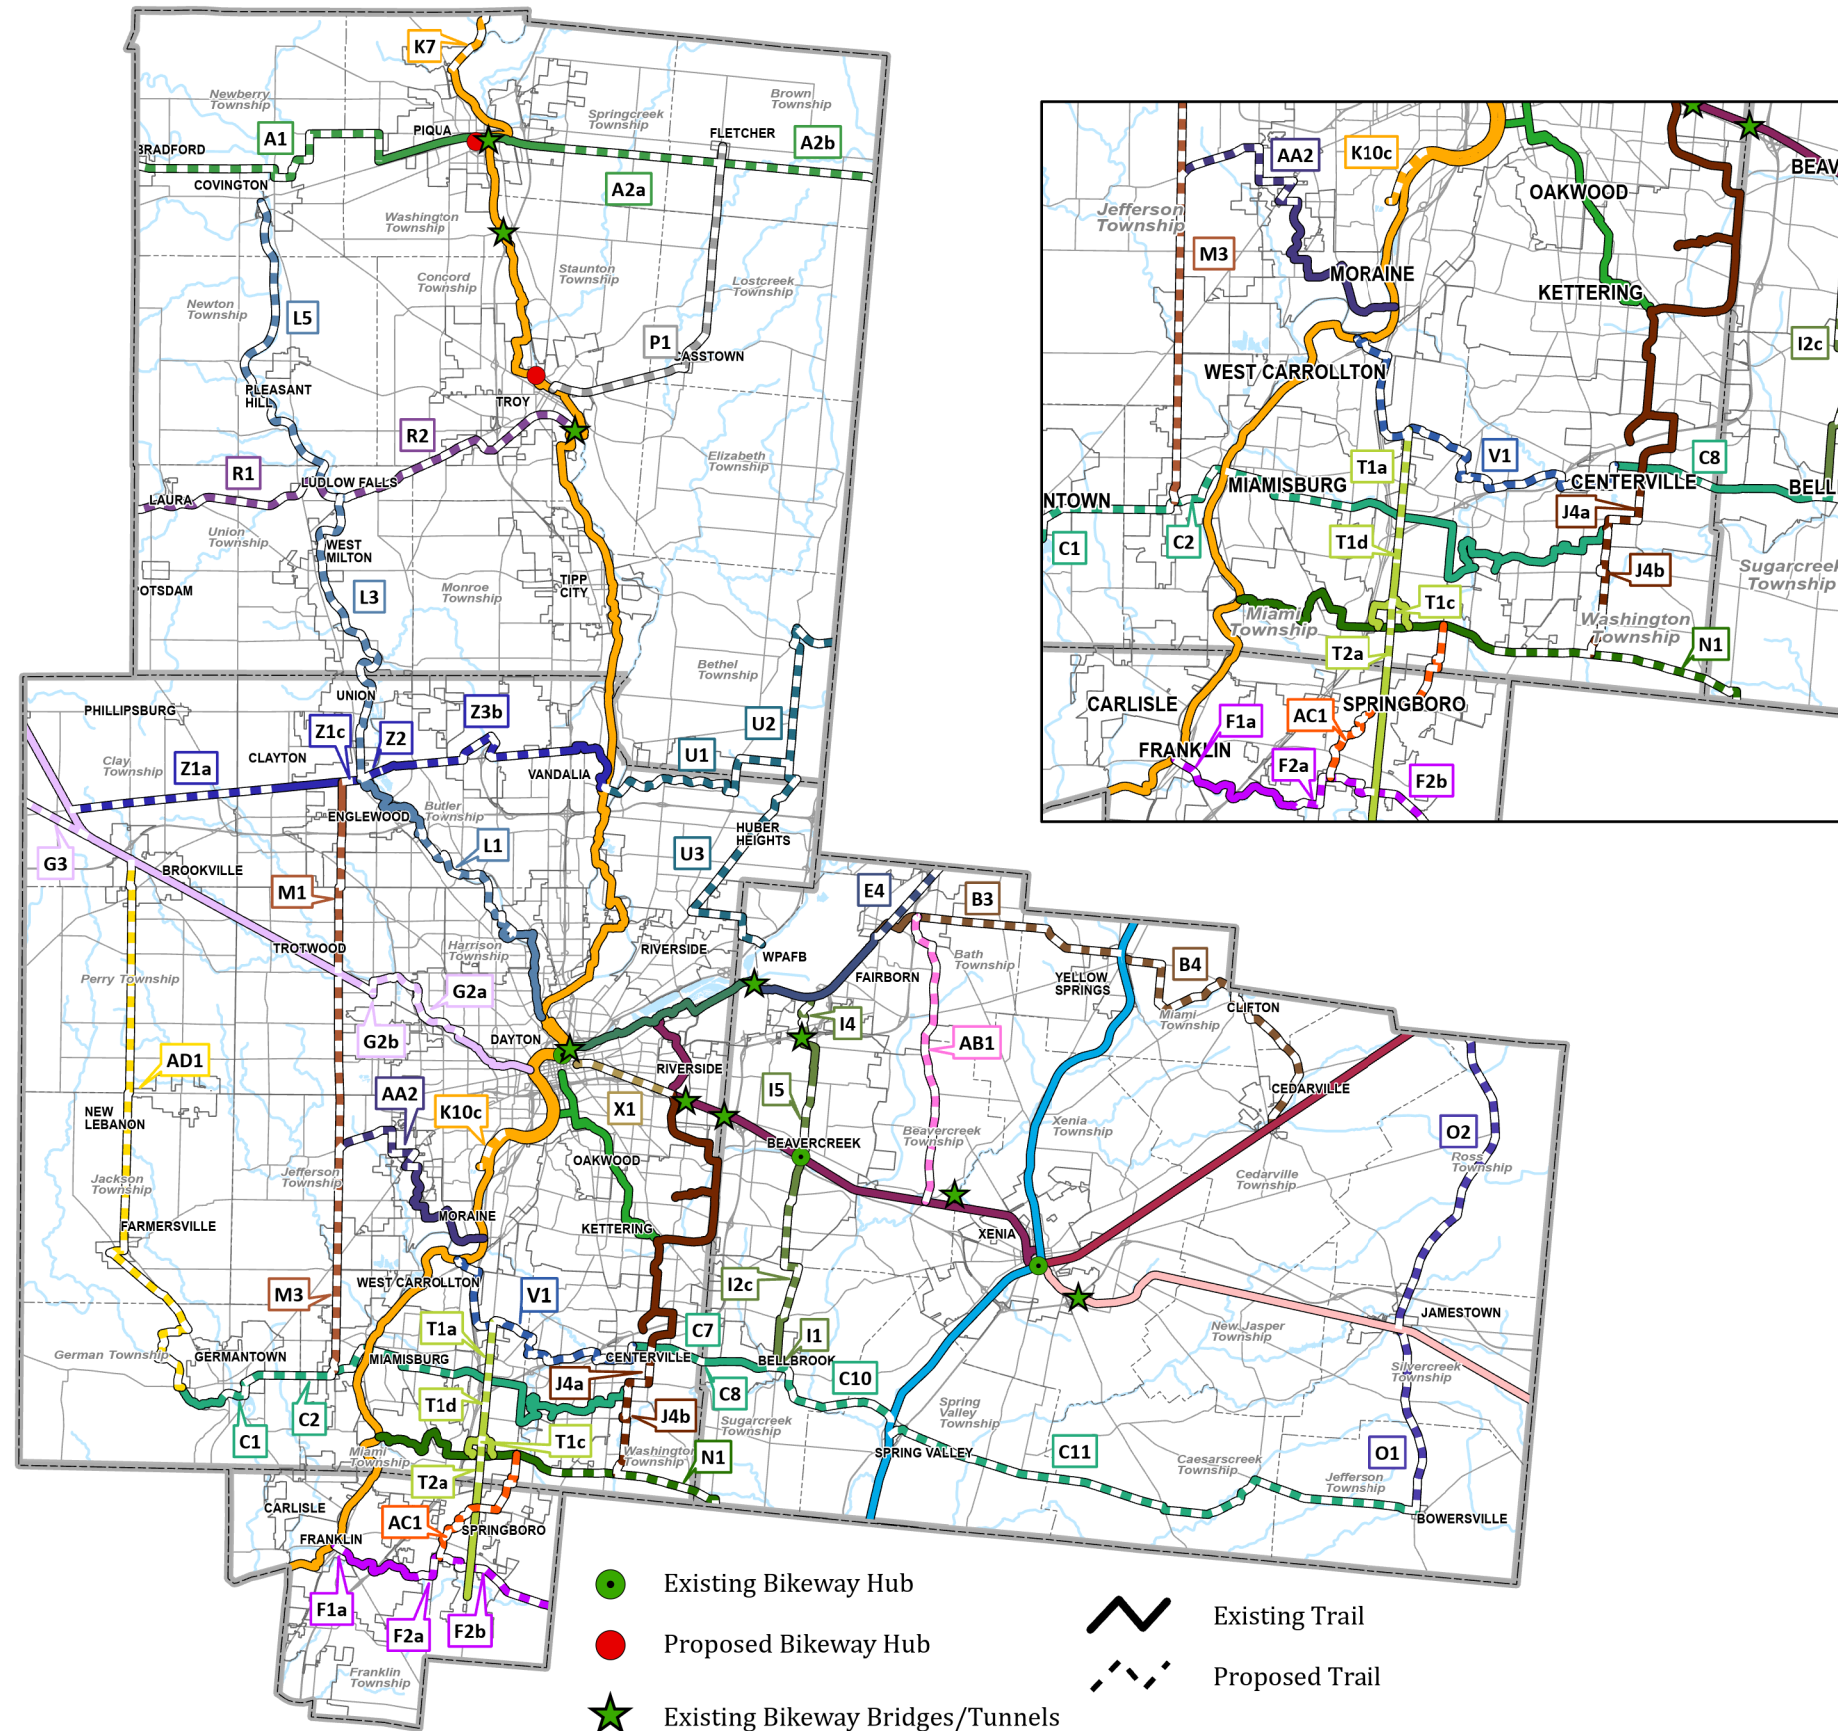 K7
Newberry
Township
Brown
Township
Springcreek
Township
A1
PIQUA
FLETCHER
A2b
BRADFORD
COVINGTON
A2a
Washington
Township
Concord
Township
Staunton
Township
Lostcreek
Township
Newton
Township
L5
P1
CASSTOWN
PLEASANT
HILL
TROY
R2
R1
Elizabeth
Township
LUDLOW FALLS
LAURA
Union
Township
WEST
MILTON
TIPP
CITY
POTSDAM
L3
Monroe
Township
Bethel
Township
UNION
PHILLIPSBURG
Z1c
Z2
Z3b
U2
U1
Clay
Township
Z1a
CLAYTON
VANDALIA
Butler
Township
ENGLEWOOD
HUBER
HEIGHTS
G3
BROOKVILLE
L1
U3
M1
E4
B3
TROTWOOD
Harrison
Township
RIVERSIDE
WPAFB
Bath
Township
Perry Township
G2a
FAIRBORN
YELLOW
SPRINGS
B4
CLIFTON
Miami
Township
G2b
DAYTON
I4
AB1
AD1
RIVERSIDE
AA2
I5
CEDARVILLE
NEW
LEBANON
K10c
X1
Xenia
Township
O2
Beavercreek
Township
BEAVERCREEK
OAKWOOD
Ross
Township
Jefferson
Township
Jackson
Township
Cedarville
Township
FARMERSVILLE
MORAINE
KETTERING
XENIA
WEST CARROLLTON
M3
V1
I2c
JAMESTOWN
T1a
C7
I1
New Jasper
Township
German Township
GERMANTOWN
MIAMISBURG
CENTERVILLE
BELLBROOK
Silvercreek
Township
J4a
C8
C10
T1d
J4b
Sugarcreek
Township
Spring
Valley
Township
C2
C1
T1c
Miami
Township
Washington
Township
N1
SPRING VALLEY
C11
O1
T2a
Caesarscreek
Township
Jefferson
Township
CARLISLE
AC1
SPRINGBORO
BOWERSVILLE
FRANKLIN
F1a
F2a
F2b
Franklin
Township
AA2
K10c
BEAV
OAKWOOD
Jefferson
Township
M3
MORAINE
KETTERING
I2c
WEST CARROLLTON
V1
T1a
C8
NTOWN
MIAMISBURG
CENTERVILLE
BELL
J4a
C1
C2
T1d
J4b
Sugarcreek
Township
T1c
Miami
Township
Washington
Township
T2a
N1
CARLISLE
F1a
AC1
SPRINGBORO
FRANKLIN
F2a
F2b
Existing Bikeway Hub
Proposed Bikeway Hub
Existing Bikeway Bridges/Tunnels
Existing Trail
Proposed Trail